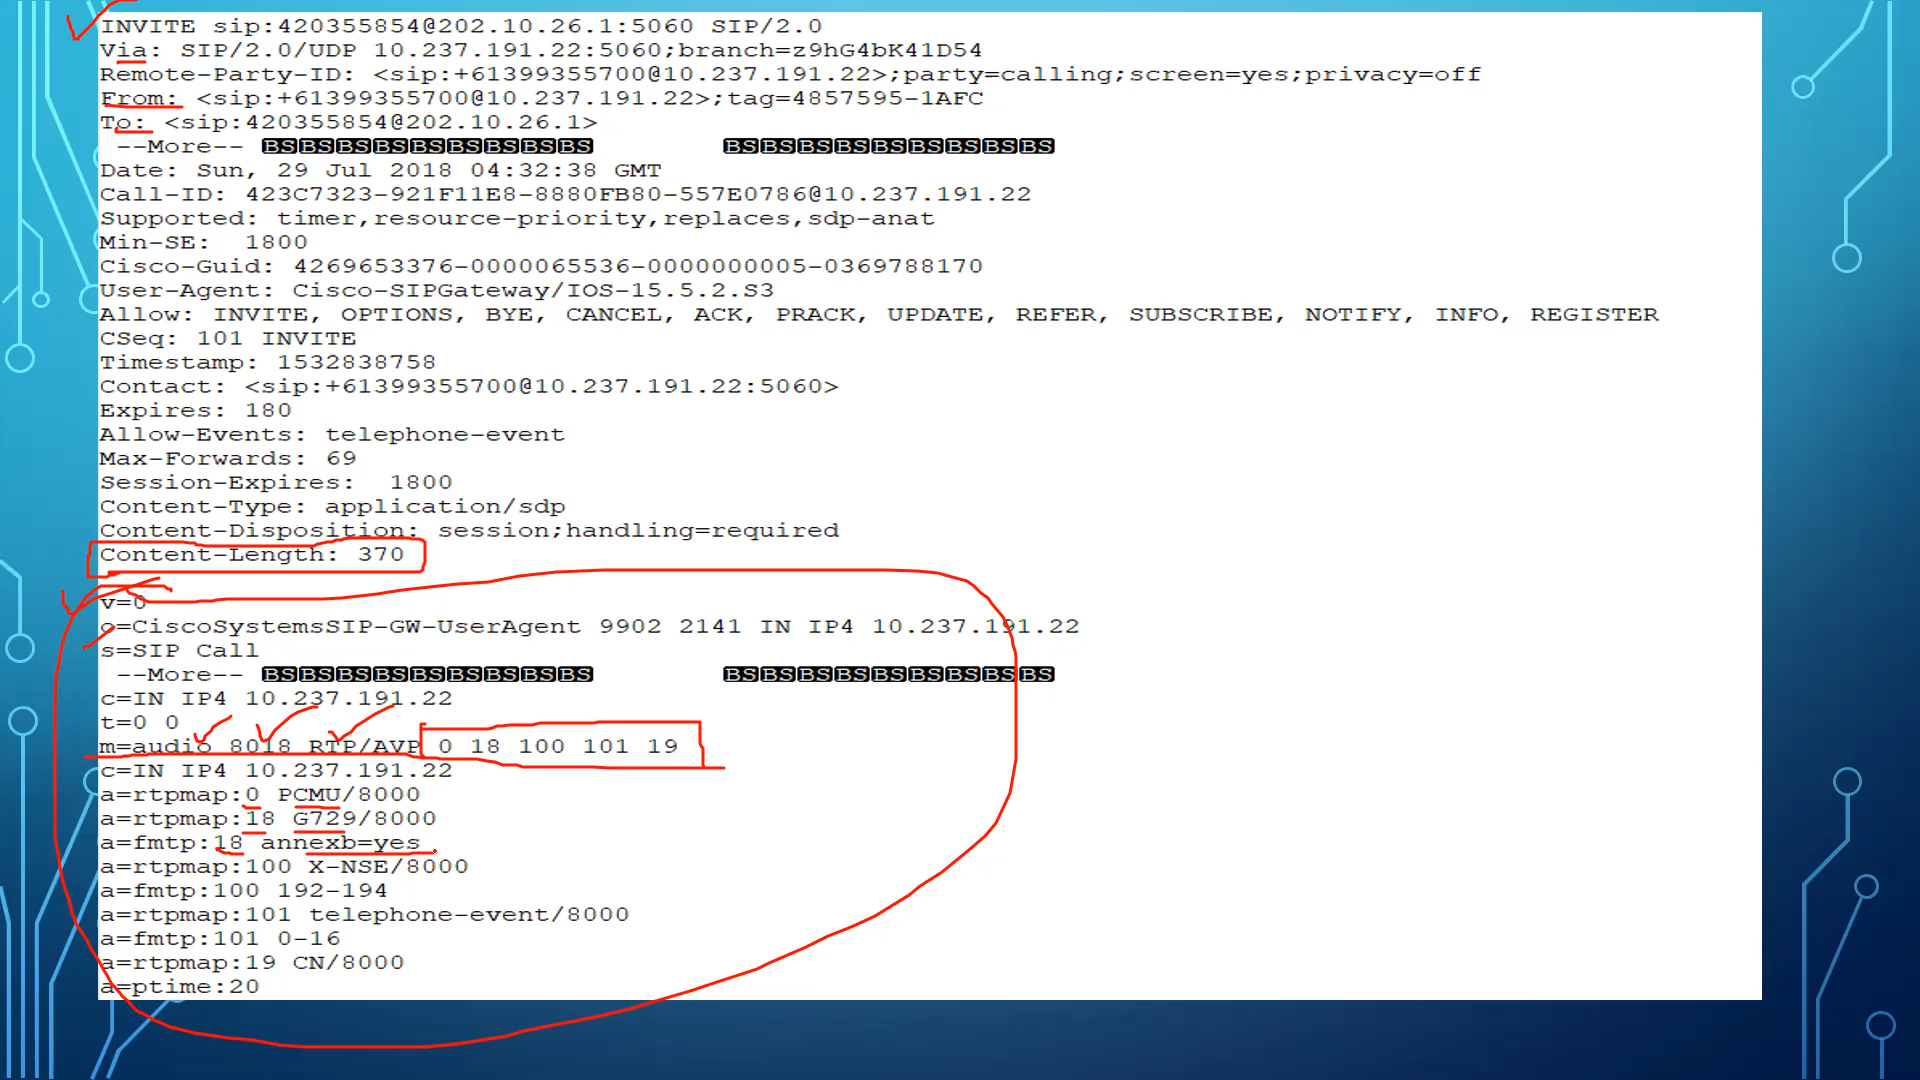 INVITE sip:420355854@202.10.26.1:5060 SIP/2.0
Via: SIP/2.0/UDP 10.237.191.22:5060;branch=z9hG4bK41D54
Remote-Party-ID: <sip:+61399355700@10.237.191.22>;party=calling;screen=yes;privacy=off
From: <sip:+61399355700@10.237.191.22>;tag=4857595-1AFC
To: <sip:420355854@202.10.26.1>
--More-- BSBSBSBSBSBSBSBSBS BSBSBSBSBSBSBSBSBS
Date: Sun, 29 Jul 2018 04:32:38 GMT
Call-ID: 423C7323-921F11E8-8880FB80-557E0786@10.237.191.22
Supported: timer,resource-priority,replaces,sdp-anat
Min-SE: 1800
Cisco-Guid: 4269653376-0000065536-0000000005-0369788170
User-Agent: Cisco-SIPGateway/IOS-15.5.2.S3
Allow: INVITE, OPTIONS, BYE, CANCEL, ACK, PRACK, UPDATE, REFER, SUBSCRIBE, NOTIFY, INFO, REGISTER
CSeq: 101 INVITE
Timestamp: 1532838758
Contact: <sip:+61399355700@10.237.191.22:5060>
Expires: 180
Allow-Events: telephone-event
Max-Forwards: 69
Session-Expires: 1800
Content-Type: application/sdp
Content-Disposition: session;handling=required
Content-Length: 370
v=0
o=CiscoSystemsSIP-GW-UserAgent 9902 2141 IN IP4 10.237.191.22
s=SIP Call
--More-- BSBSBSBSBSBSBSBSBS BSBSBSBSBSBSBSBSBS
c=IN IP4 10.237.191.22
t=0 0
m=audio 8018 RTP/AVP 0 18 100 101 19
c=IN IP4 10.237.191.22
a=rtpmap:0 PCMU/8000
a=rtpmap:18 G729/8000
a=fmtp:18 annexb=yes
a=rtpmap:100 X-NSE/8000
a=fmtp:100 192-194
a=rtpmap:101 telephone-event/8000
a=fmtp:101 0-16
a=rtpmap:19 CN/8000
a=ptime:20